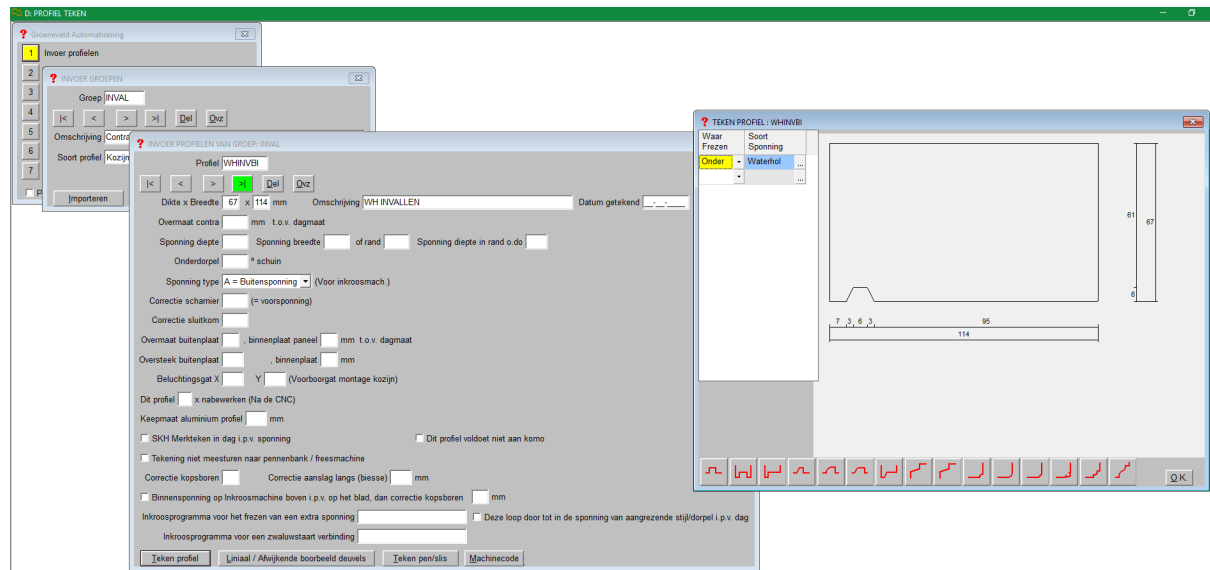 D: PROFIEL TEKEN
? Groeneveld Automatisering
1 Invoer profielen
2
3
4
5
6
7
? INVOER GROEPEN
Groep INVAL
|< < > >| Del Ovz
Omschrijving Contra
Soort profiel Kozijn
P
Importeren
? INVOER PROFIELEN VAN GROEP: INVAL
Profiel WHINVBI
|< < > >| Del Ovz
Dikte x Breedte 67 x 114 mm Omschrijving WH INVALLEN Datum getekend __-__-____
Overmaat contra mm t.o.v. dagmaat
Sponning diepte Sponning breedte of rand Sponning diepte in rand o.do
Onderdorpel º schuin
Sponning type A = Buitensponning (Voor inkroosmach.)
Correctie scharnier (= voorsponning)
Correctie sluitkom
Overmaat buitenplaat , binnenplaat paneel mm t.o.v. dagmaat
Oversteek buitenplaat , binnenplaat mm
Beluchtingsgat X Y (Voorboorgat montage kozijn)
Dit profiel x nabewerken (Na de CNC)
Keepmaat aluminium profiel mm
SKH Merkteken in dag i.p.v. sponning Dit profiel voldoet niet aan komo
Tekening niet meesturen naar pennenbank / freesmachine
Correctie kopsboren Correctie aanslag langs (biesse) mm
Binnensponning op Inkroosmachine boven i.p.v. op het blad, dan correctie kopsboren mm
Inkroosprogramma voor het frezen van een extra sponning Deze loop door tot in de sponning van aangrezende stijl/dorpel i.p.v. dag
Inkroosprogramma voor een zwaluwstaart verbinding
Teken profiel Liniaal / Afwijkende boorbeeld deuvels Teken pen/slis Machinecode
? TEKEN PROFIEL : WHINVBI
Waar Frezen Soort Sponning
Onder Waterhol ...
...
61 67
6
7 3 6 3 95
114
OK